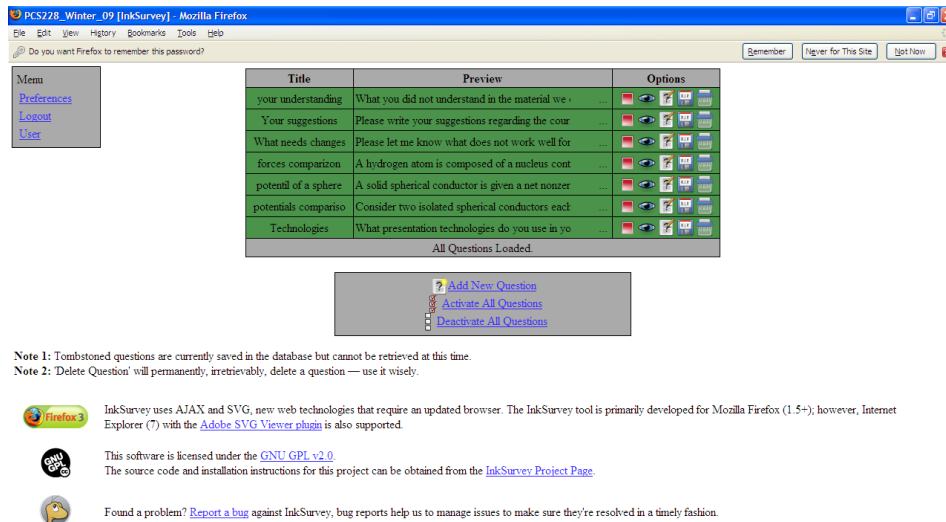 PCS228_Winter_09 [InkSurvey] - Mozilla Firefox
File Edit View History Bookmarks Tools Help
Do you want Firefox to remember this password? Remember Never for This Site Not Now
Menu
Preferences
Logout
User
Title Preview Options
your understanding What you did not understand in the material we ...
Your suggestions Please write your suggestions regarding the cour ...
What needs changes Please let me know what does not work well for ...
forces comparizon A hydrogen atom is composed of a nucleus cont ...
potentil of a sphere A solid spherical conductor is given a net nonzer ...
potentials compariso Consider two isolated spherical conductors each ...
Technologies What presentation technologies do you use in yo ...
All Questions Loaded.
Add New Question
Activate All Questions
Deactivate All Questions
Note 1: Tombstoned questions are currently saved in the database but cannot be retrieved at this time.
Note 2: 'Delete Question' will permanently, irretrievably, delete a question — use it wisely.
Firefox 3
InkSurvey uses AJAX and SVG, new web technologies that require an updated browser. The InkSurvey tool is primarily developed for Mozilla Firefox (1.5+); however, Internet
Explorer (7) with the Adobe SVG Viewer plugin is also supported.
GNU
GPL
This software is licensed under the GNU GPL v2.0.
The source code and installation instructions for this project can be obtained from the InkSurvey Project Page.
Found a problem? Report a bug against InkSurvey, bug reports help us to manage issues to make sure they're resolved in a timely fashion.